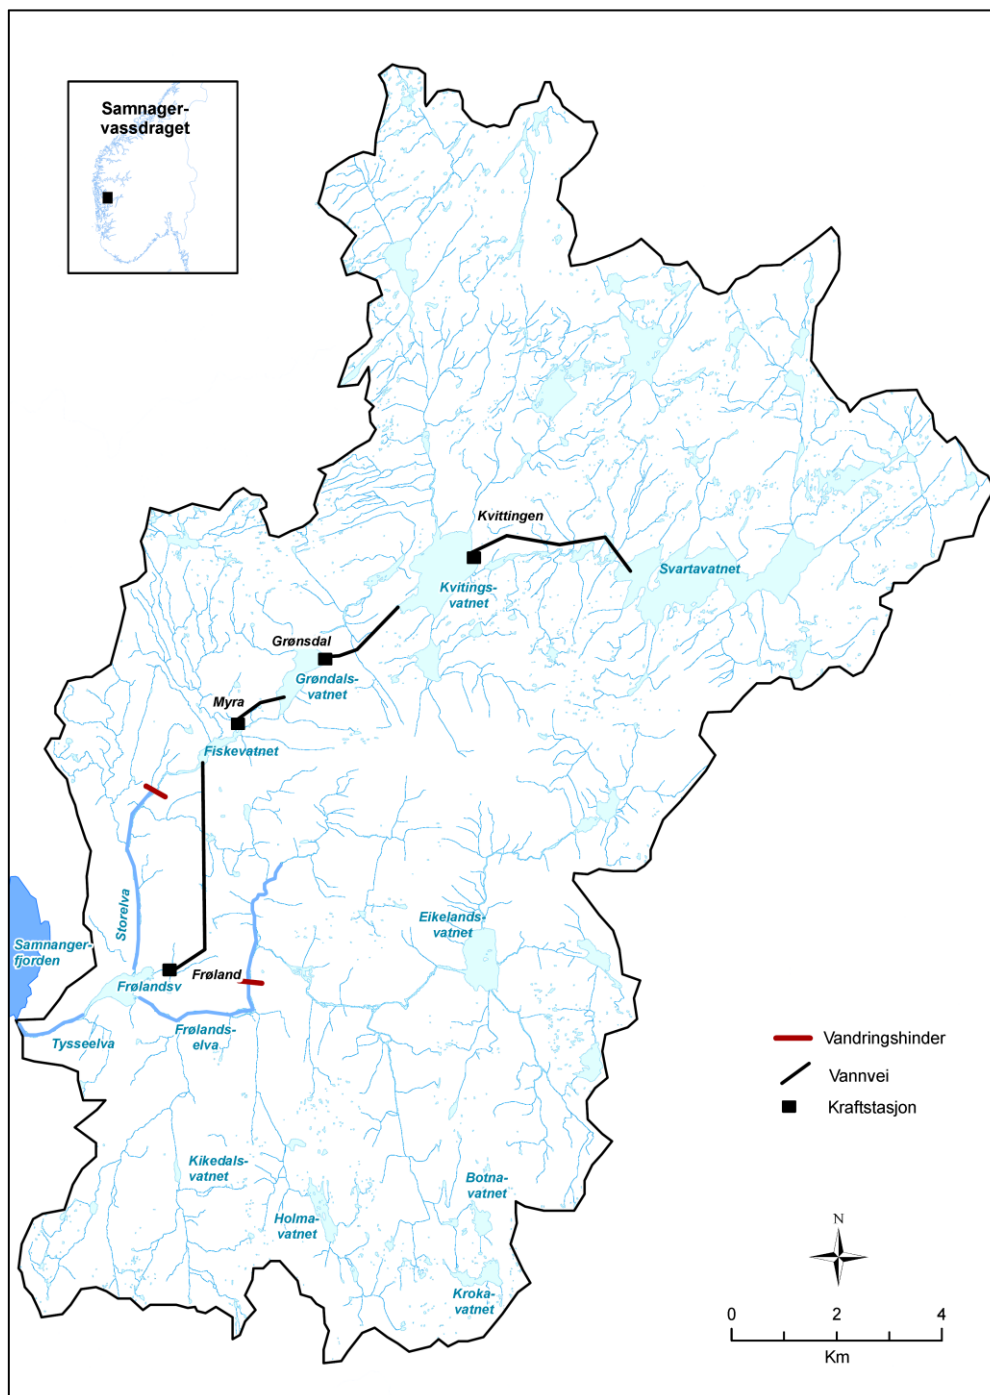 Samnager-
vassdraget
Kvittingen
Svartavatnet
Kvitings-
vatnet
Grønsdal
Grøndals-
vatnet
Myra
Fiskevatnet
Storelva
Eikelands-
vatnet
Samnanger-
fjorden
Frøland
Frølandsv
Frølands-
elva
Tysseelva
Vandringshinder
Vannvei
Kraftstasjon
Kikedals-
vatnet
Botna-
vatnet
Holma-
vatnet
Kroka-
vatnet
N
0 2 4
Km